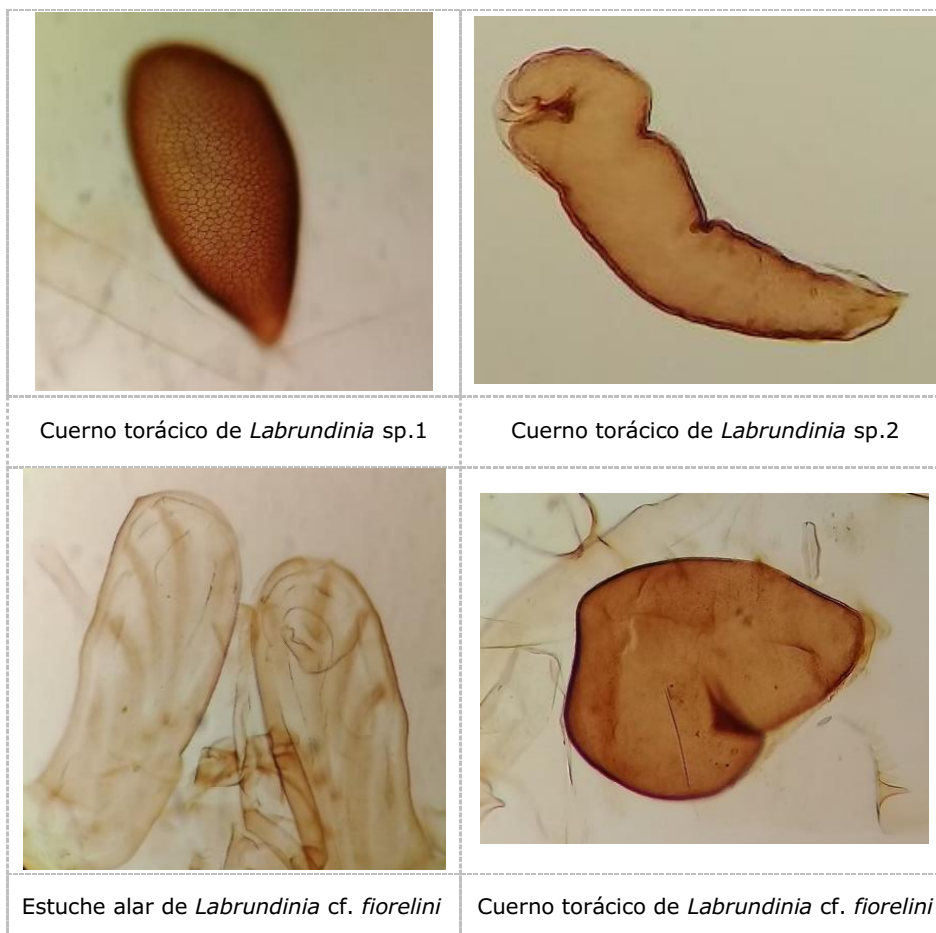 Cuerno torácico de Labrundinia sp.1
Cuerno torácico de Labrundinia sp.2
Estuche alar de Labrundinia cf. fiorelini
Cuerno torácico de Labrundinia cf. fiorelini